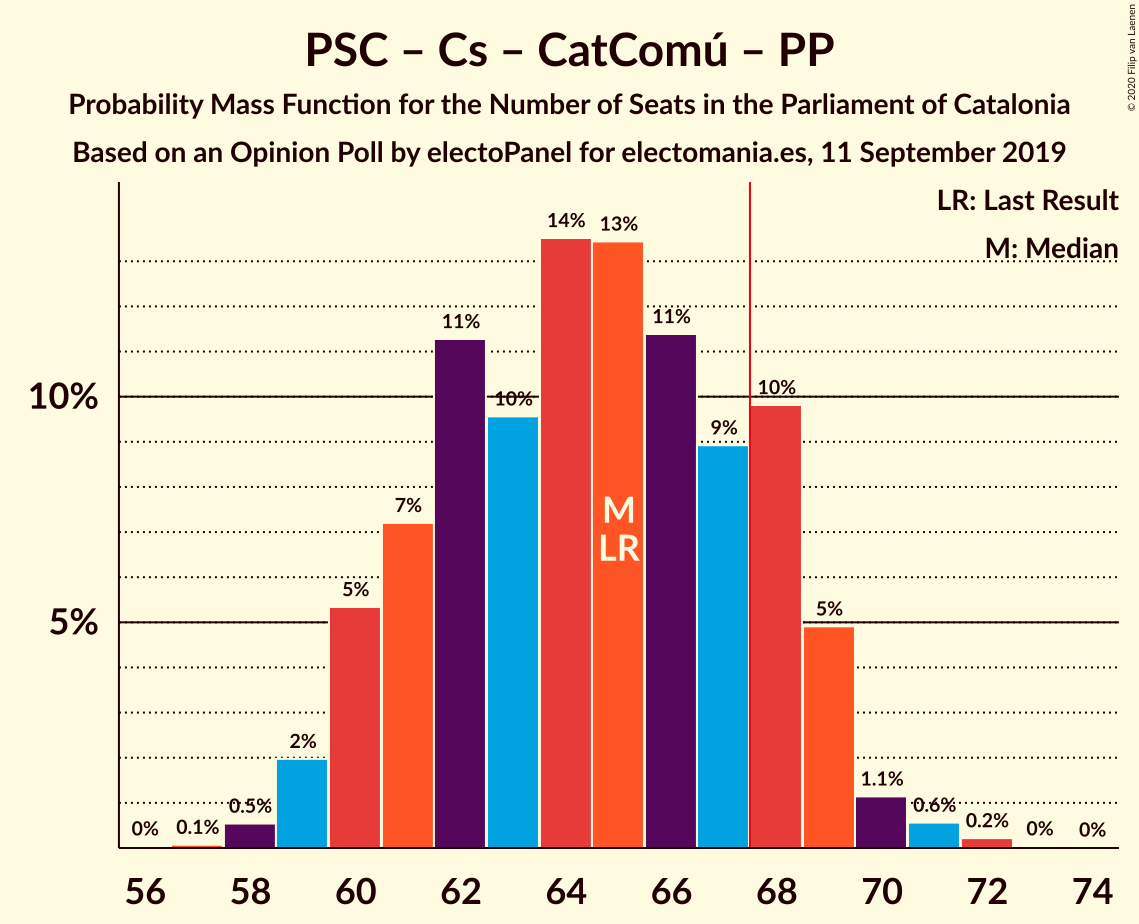 PSC – Cs – CatComú – PP
Probability Mass Function for the Number of Seats in the Parliament of Catalonia
Based on an Opinion Poll by electoPanel for electomania.es, 11 September 2019
© 2020 Filip van Laenen
LR: Last Result
M: Median
10%
5%
0%
0.1%
0.5%
2%
5%
7%
11%
10%
14%
13%
11%
9%
10%
5%
1.1%
0.6%
0.2%
0%
0%
M
LR
56 58 60 62 64 66 68 70 72 74